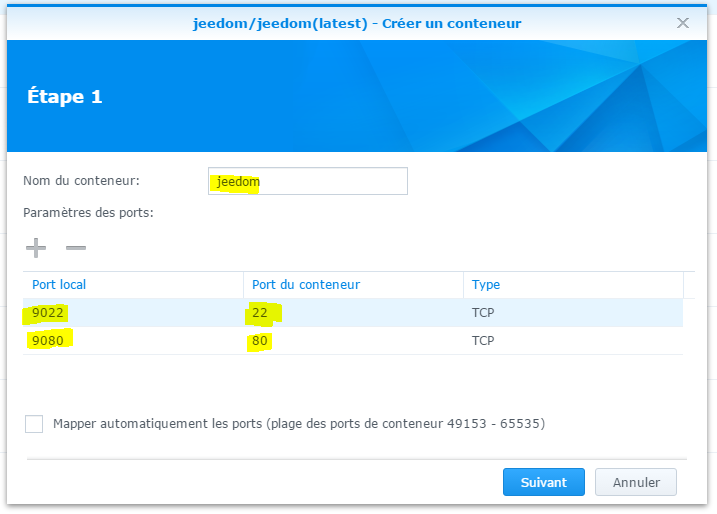 jeedom/jeedom(latest) - Créer un conteneur
Étape 1
Nom du conteneur: jeedom
Paramètres des ports:
Port local Port du conteneur Type
9022 22 TCP
9080 80 TCP
Mapper automatiquement les ports (plage des ports de conteneur 49153 - 65535)
Suivant Annuler